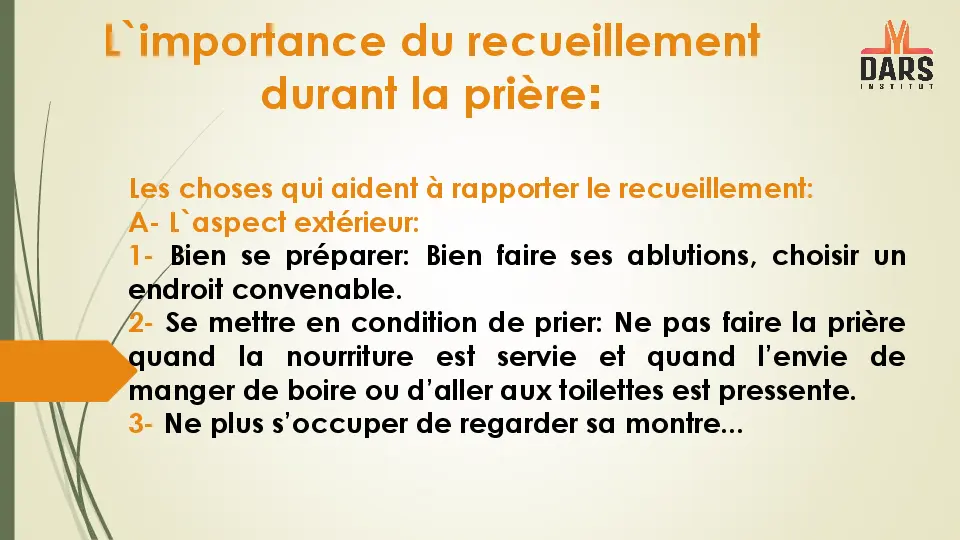 L`importance du recueillement
durant la prière:
DARS
INSTITUT
Les choses qui aident à rapporter le recueillement:
A- L`aspect extérieur:
1- Bien se préparer: Bien faire ses ablutions, choisir un
endroit convenable.
2- Se mettre en condition de prier: Ne pas faire la prière
quand la nourriture est servie et quand l’envie de
manger de boire ou d’aller aux toilettes est pressente.
3- Ne plus s’occuper de regarder sa montre...